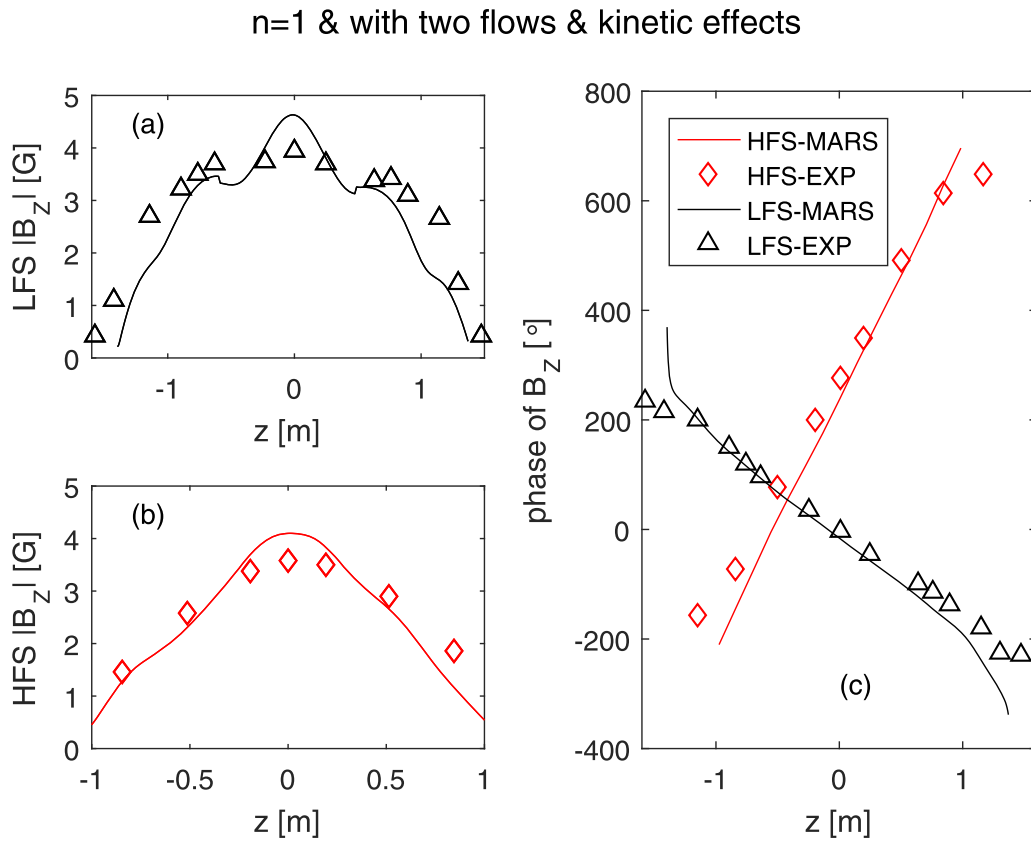 n=1 & with two flows & kinetic effects
(a)
LFS |B_Z| [G]
5
4
3
2
1
0
-1 0 1
z [m]
(b)
HFS |B_Z| [G]
5
4
3
2
1
0
-1 -0.5 0 0.5 1
z [m]
phase of B_Z [°]
800
600
400
200
0
-200
-400
HFS-MARS
HFS-EXP
LFS-MARS
LFS-EXP
(c)
-1 0 1
z [m]